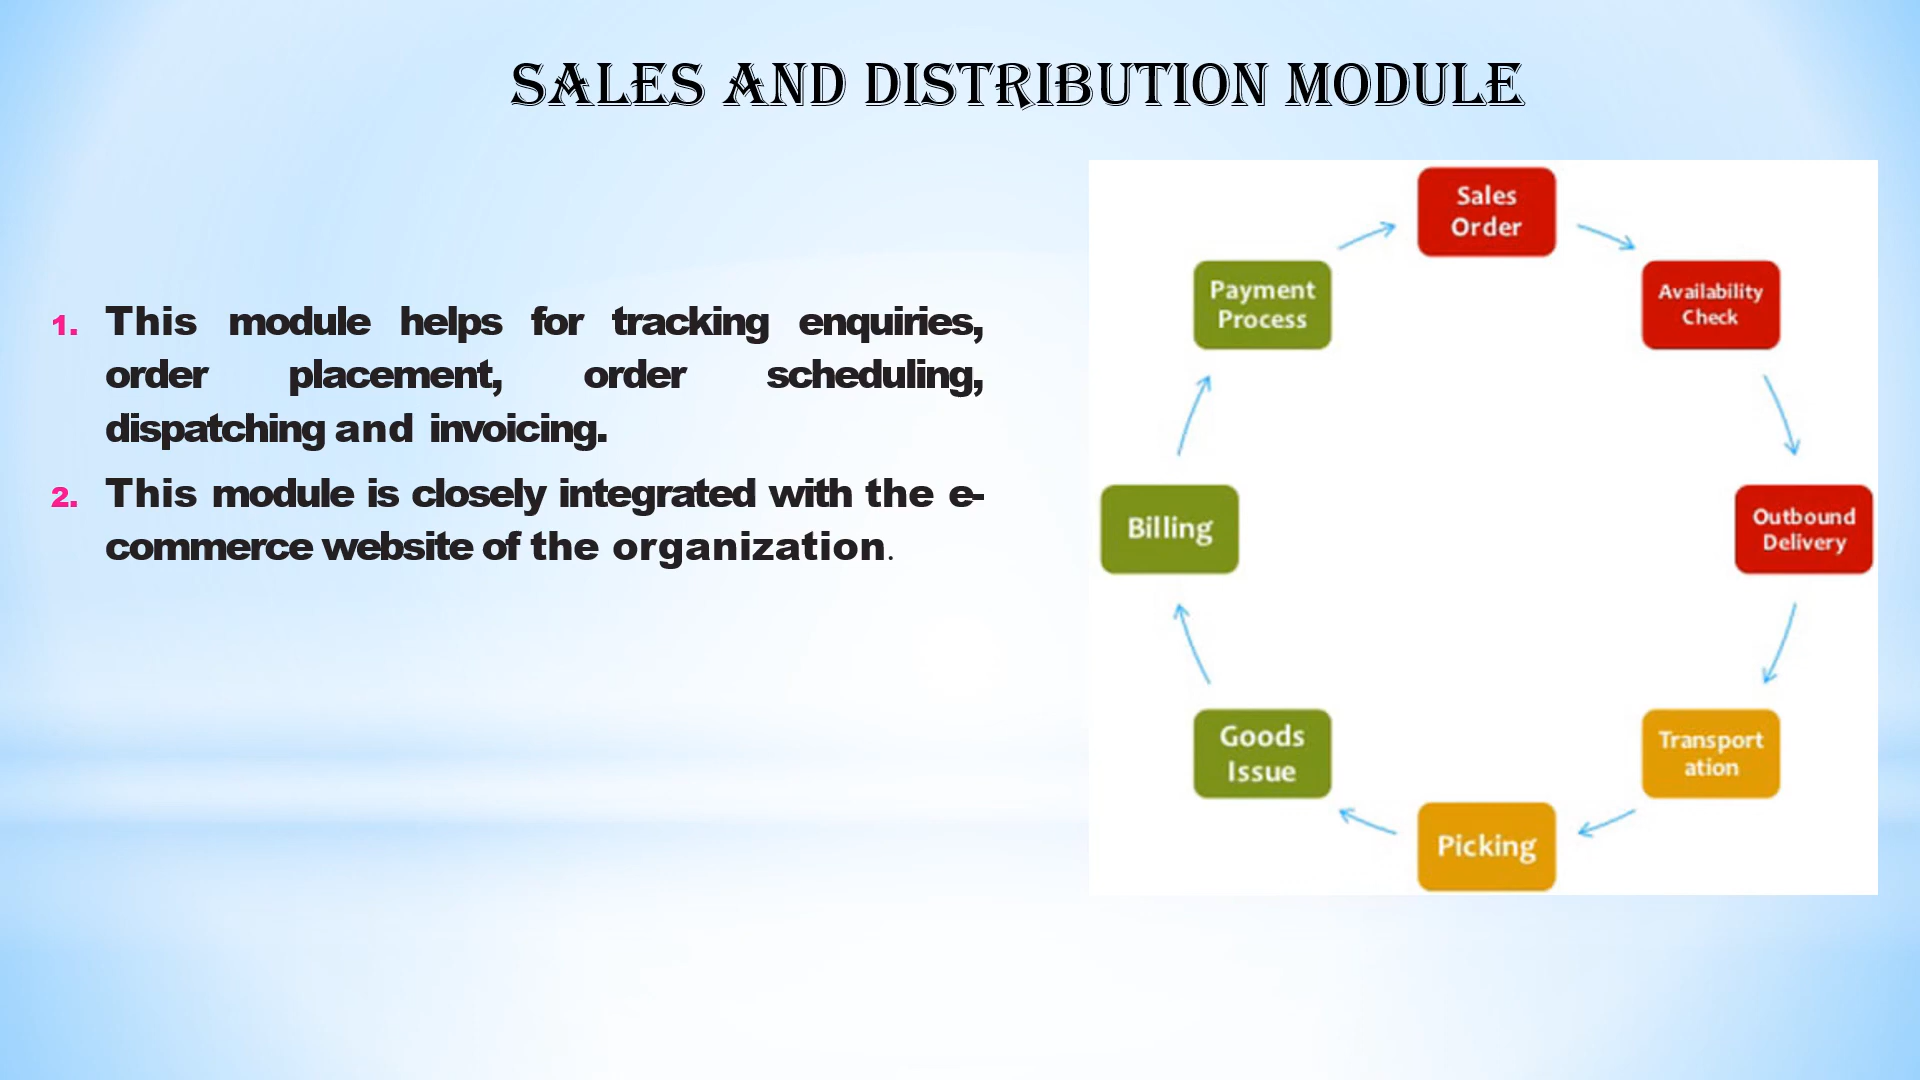 SALES AND DISTRIBUTION MODULE
1. This module helps for tracking enquiries,
order placement, order scheduling,
dispatching and invoicing.
2. This module is closely integrated with the e-
commerce website of the organization.
Sales
Order
Availability
Check
Outbound
Delivery
Transport
ation
Picking
Goods
Issue
Billing
Payment
Process